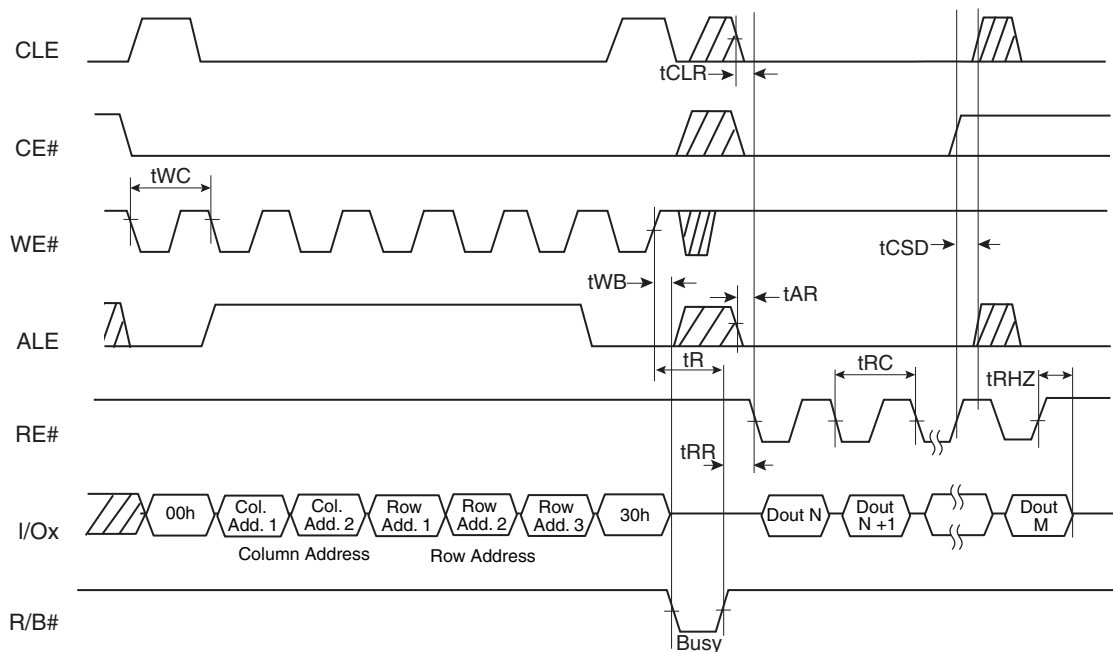 CLE
tCLR
CE#
tWC
WE#
tCSD
tWB
tAR
ALE
tR
tRC
tRHZ
RE#
tRR
I/Ox
00h
Col.
Add. 1
Col.
Add. 2
Row
Add. 1
Row
Add. 2
Row
Add. 3
30h
Dout N
Dout
N +1
Dout
M
Column Address
Row Address
R/B#
Busy